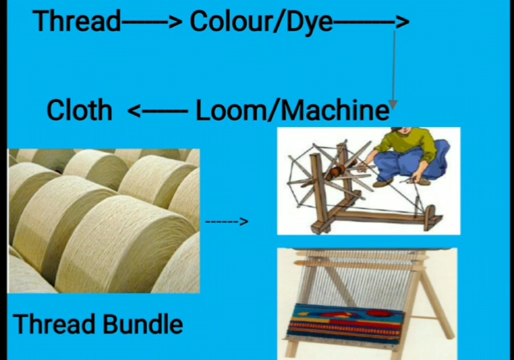 Thread-----> Colour/Dye------->
Cloth <----- Loom/Machine
------>
Thread Bundle